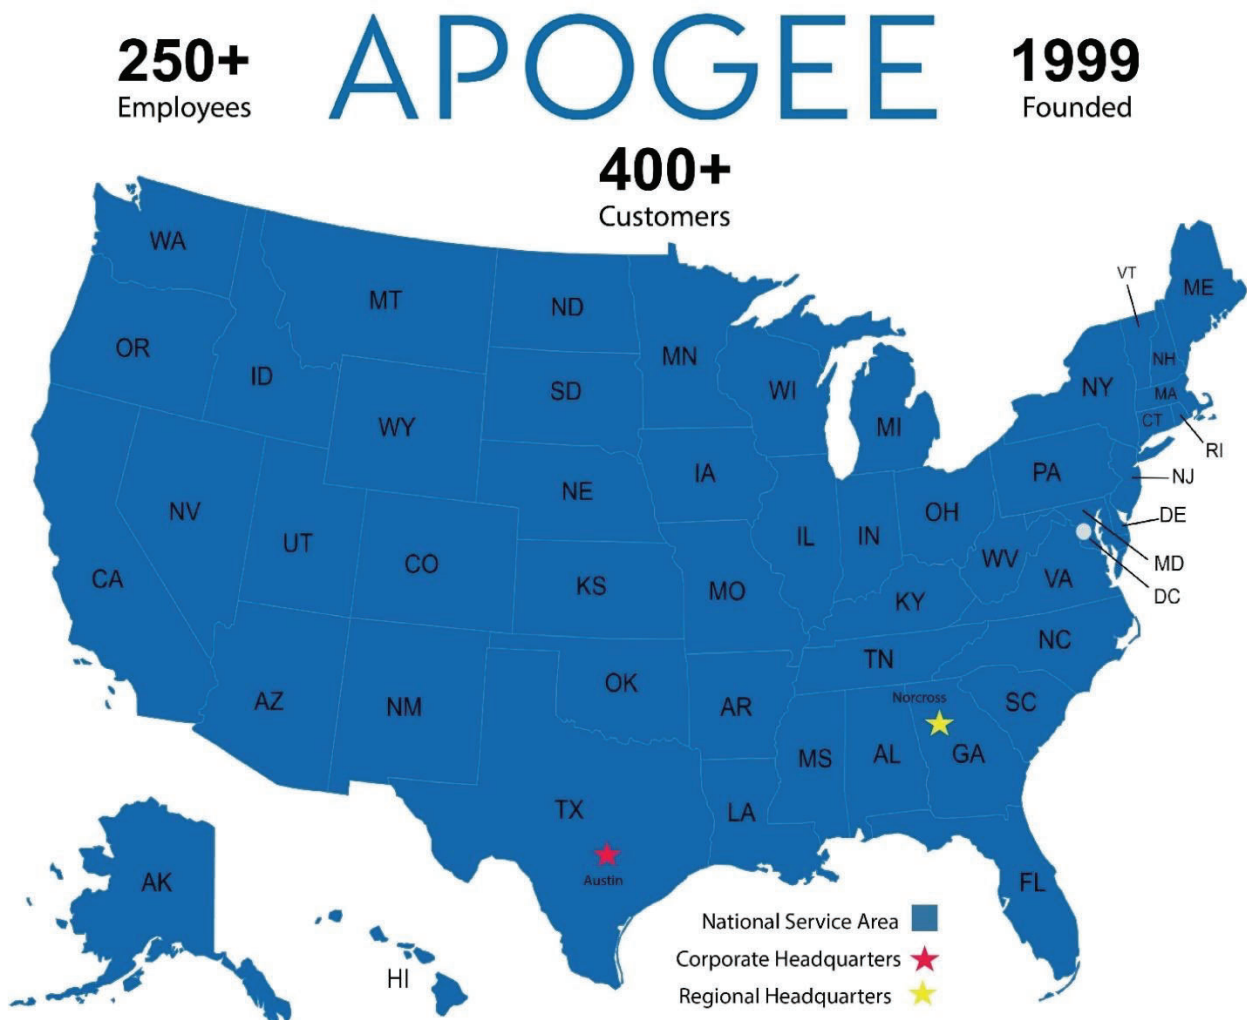 250+
Employees
APOGEE
1999
Founded
400+
Customers
WA
MT
ND
MN
VT
ME
OR
ID
SD
WI
NH
NY
WY
MI
MA
CT
RI
IA
PA
NJ
NE
NV
OH
DE
UT
IL
IN
CO
WV
MD
CA
KS
MO
VA
DC
KY
NC
TN
OK
AZ
NM
AR
Norcross
SC
MS
AL
GA
TX
LA
Austin
AK
FL
HI
National Service Area
Corporate Headquarters
Regional Headquarters